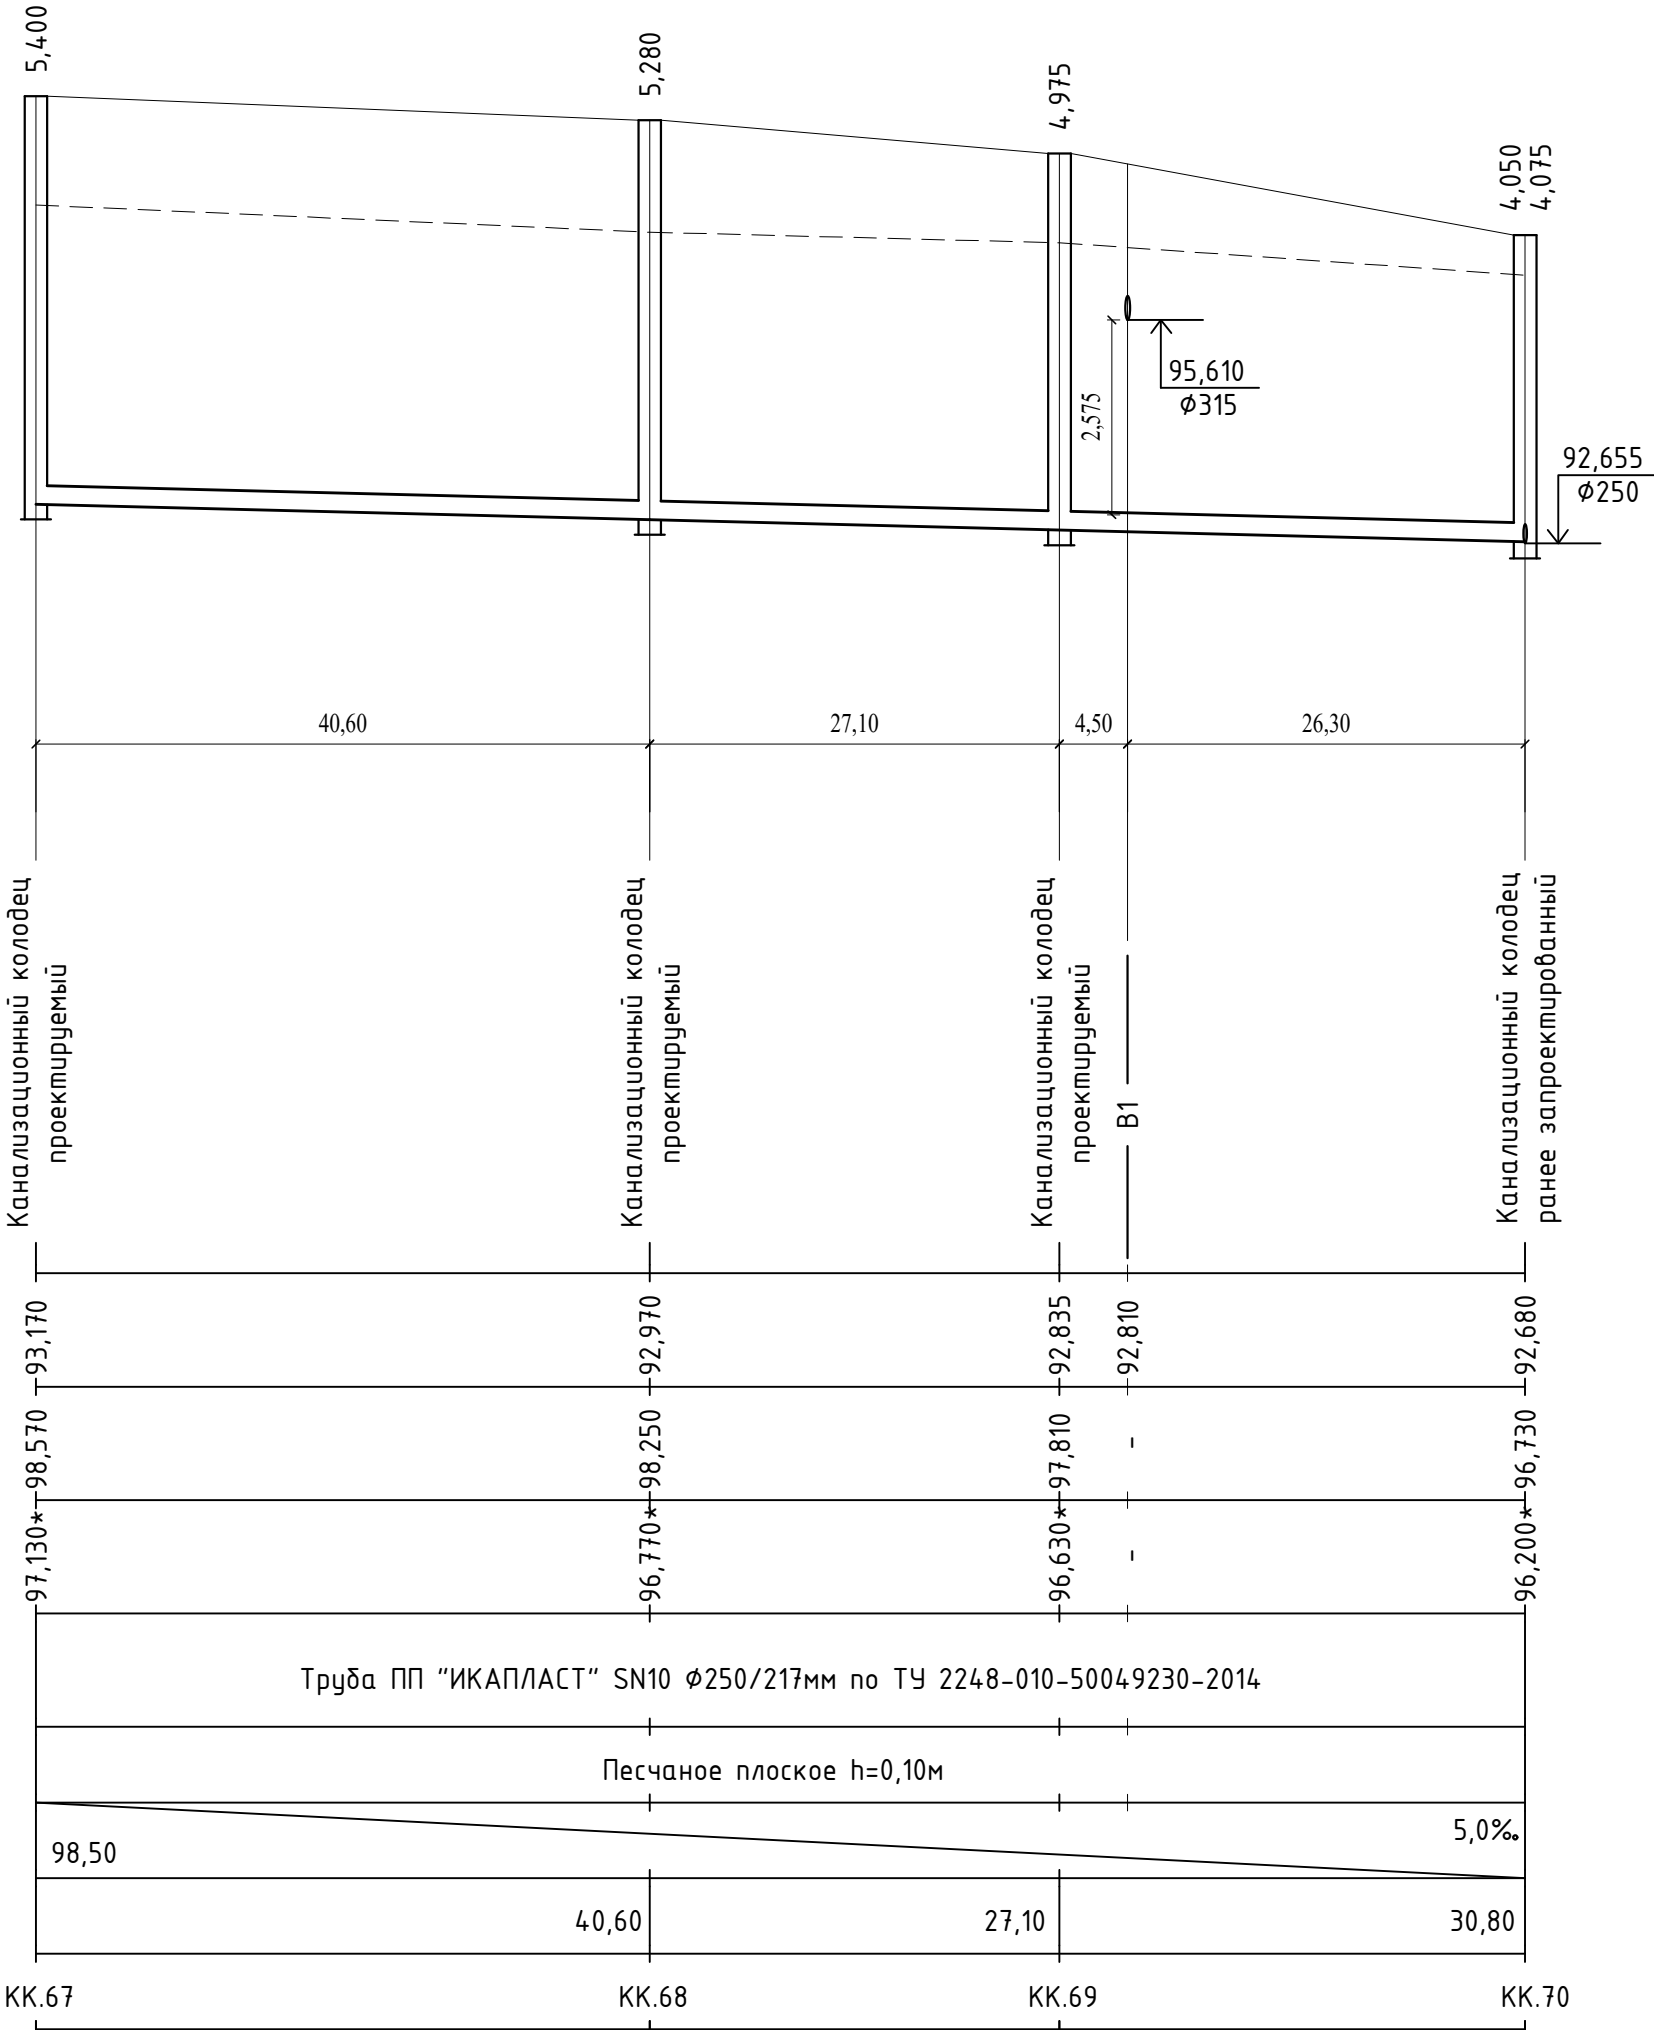 5,400
5,280
4,975
4,050
4,075
95,610
Ф315
2,575
92,655
Ф250
40,60
27,10
4,50
26,30
Канализационный колодец
проектируемый
Канализационный колодец
проектируемый
Канализационный колодец
проектируемый
В1
Канализационный колодец
ранее запроектированный
93,170
92,970
92,835
92,810
92,680
98,570
98,250
97,810
-
96,730
97,130*
96,770*
96,630*
-
96,200*
Труба ПП "ИКАПЛАСТ" SN10 Ф250/217мм по ТУ 2248-010-50049230-2014
Песчаное плоское h=0,10м
5,0‰
98,50
40,60
27,10
30,80
КК.67
КК.68
КК.69
КК.70